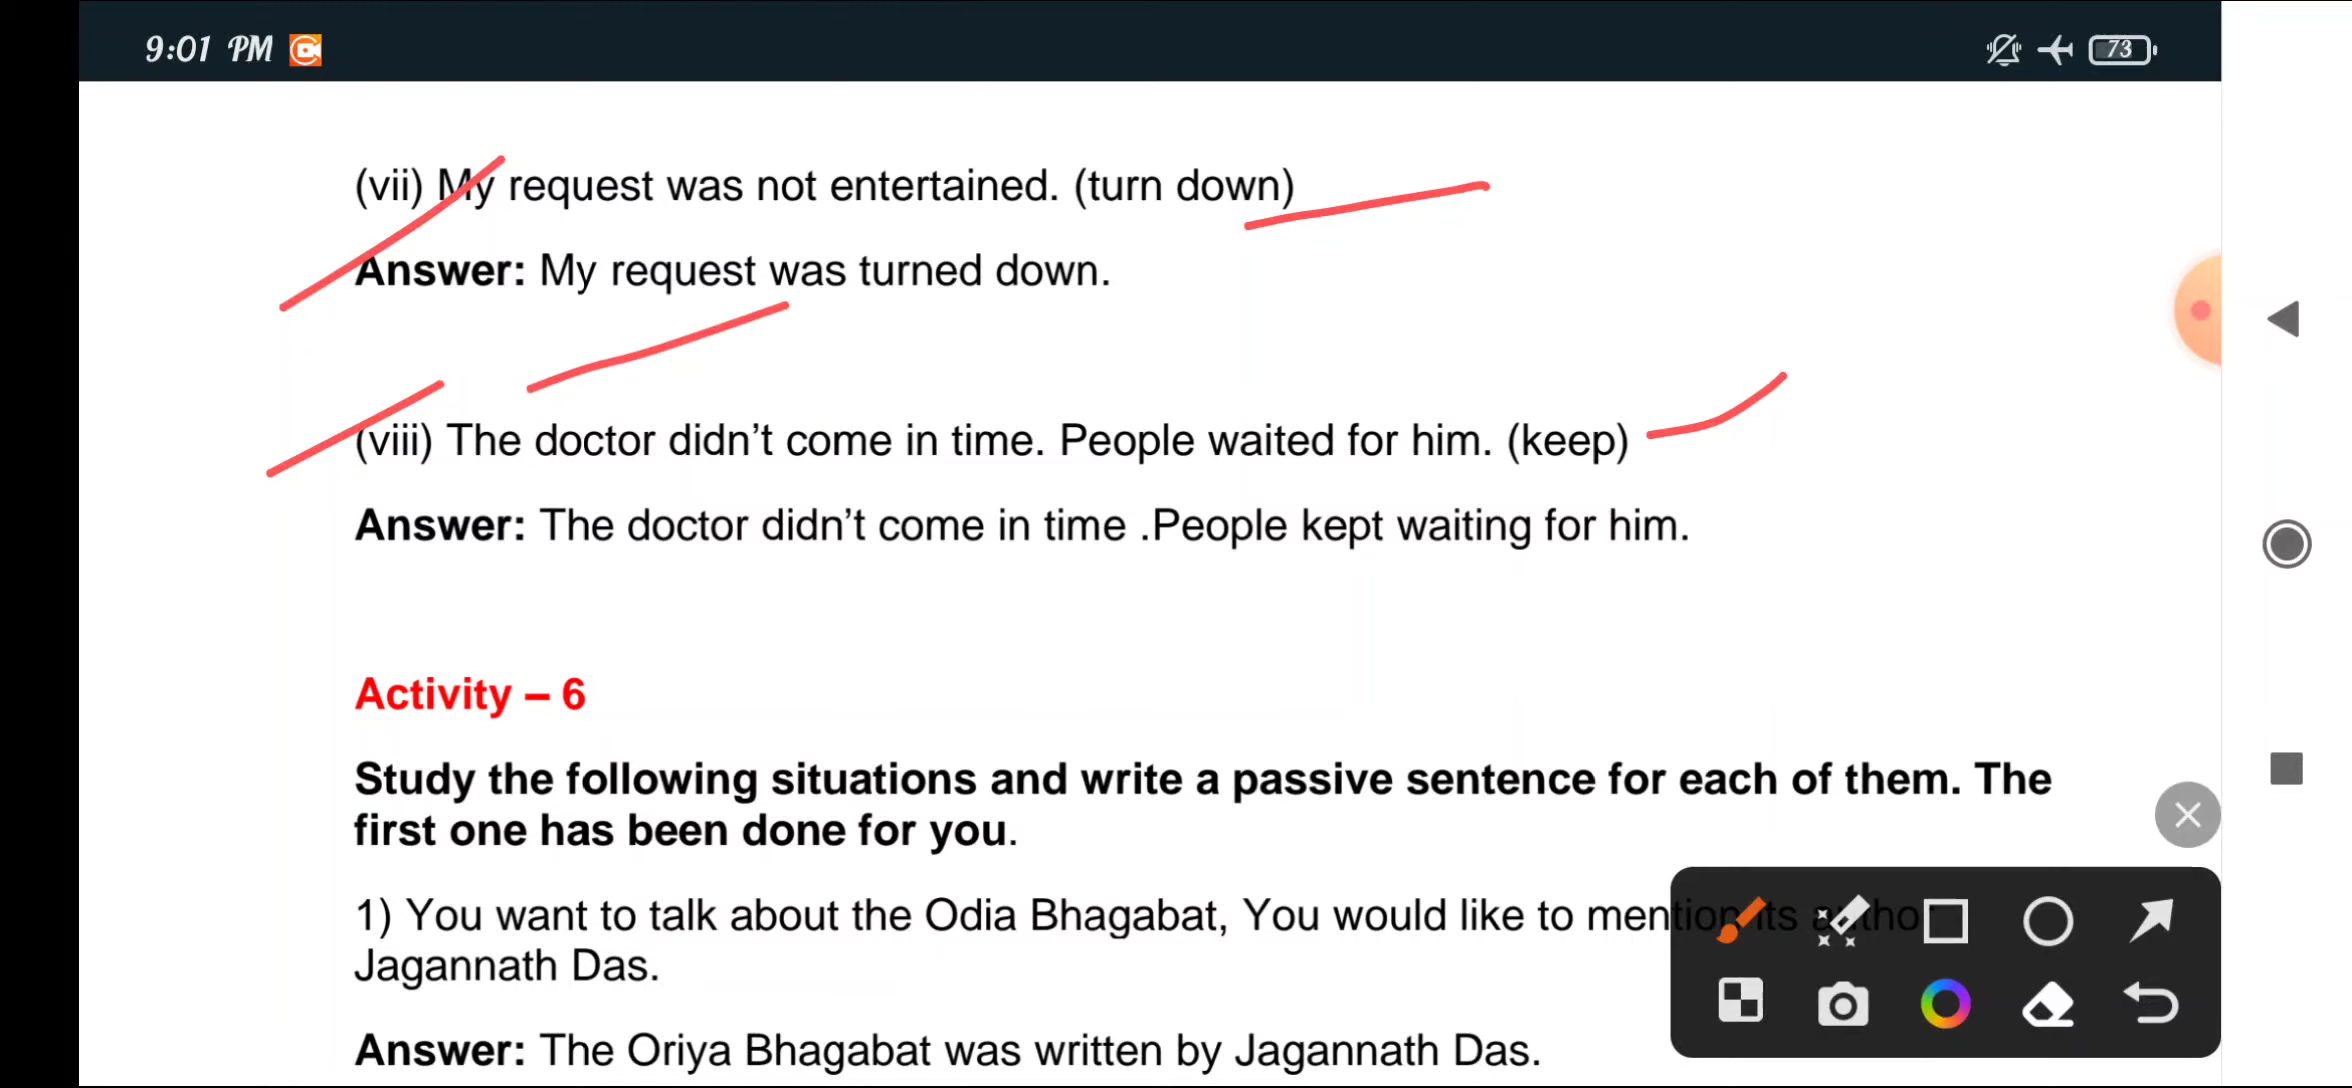 9:01 PM
73
(vii) My request was not entertained. (turn down)
Answer: My request was turned down.
(viii) The doctor didn’t come in time. People waited for him. (keep)
Answer: The doctor didn’t come in time .People kept waiting for him.
Activity – 6
Study the following situations and write a passive sentence for each of them. The
first one has been done for you.
1) You want to talk about the Odia Bhagabat, You would like to mention its author
Jagannath Das.
Answer: The Oriya Bhagabat was written by Jagannath Das.